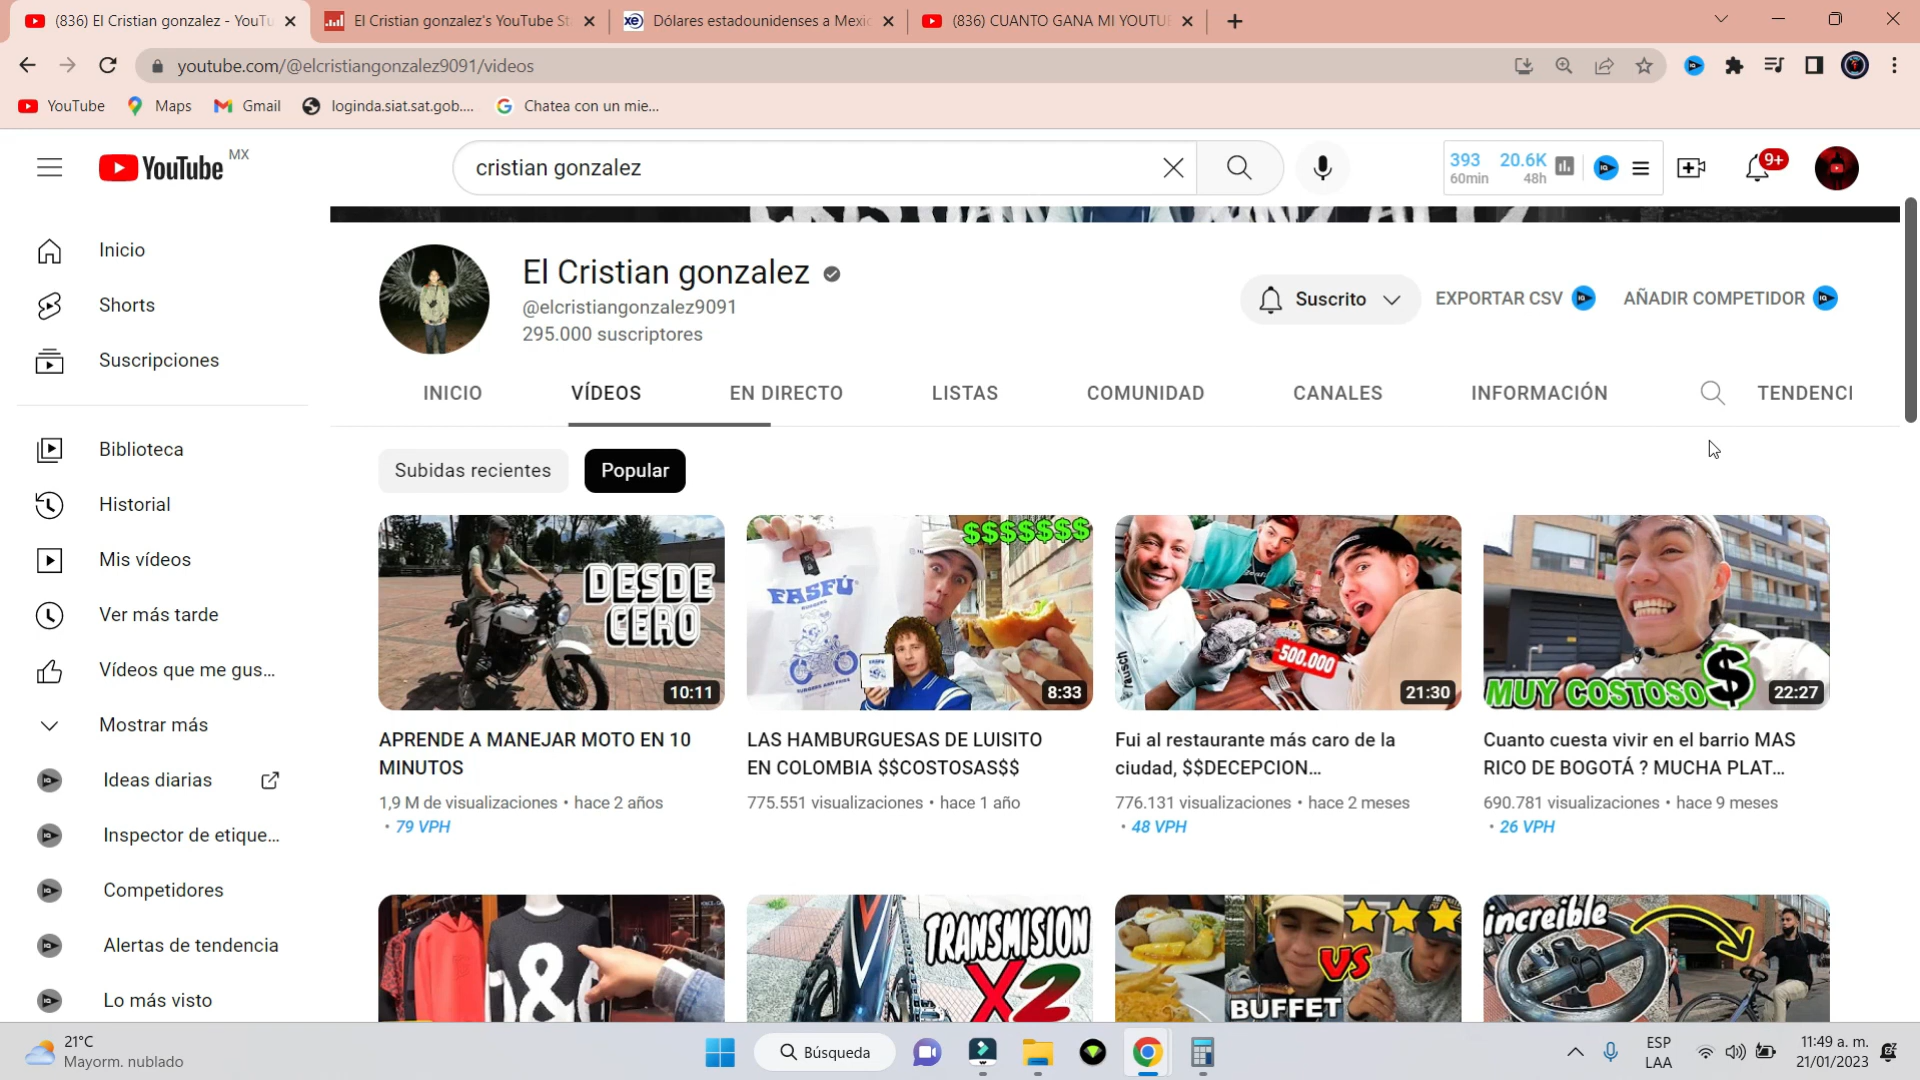 (836) El Cristian gonzalez - YouTu
El Cristian gonzalez's YouTube St
Dólares estadounidenses a Mexic
(836) CUANTO GANA MI YOUTUB
youtube.com/@elcristiangonzalez9091/videos
YouTube
Maps
Gmail
loginda.siat.sat.gob....
Chatea con un mie...
YouTube MX
cristian gonzalez
393
60min
20.6K
48h
9+
Inicio
Shorts
Suscripciones
Biblioteca
Historial
Mis vídeos
Ver más tarde
Vídeos que me gus...
Mostrar más
Ideas diarias
Inspector de etique...
Competidores
Alertas de tendencia
Lo más visto
El Cristian gonzalez
@elcristiangonzalez9091
295.000 suscriptores
Suscrito
EXPORTAR CSV
AÑADIR COMPETIDOR
INICIO
VÍDEOS
EN DIRECTO
LISTAS
COMUNIDAD
CANALES
INFORMACIÓN
TENDENCI
Subidas recientes
Popular
DESDE
CERO
10:11
APRENDE A MANEJAR MOTO EN 10
MINUTOS
1,9 M de visualizaciones • hace 2 años
• 79 VPH
$$$$$$$
FASFÚ
8:33
LAS HAMBURGUESAS DE LUISITO
EN COLOMBIA $$COSTOSAS$$
775.551 visualizaciones • hace 1 año
rausch
-500.000
21:30
Fui al restaurante más caro de la
ciudad, $$DECEPCION...
776.131 visualizaciones • hace 2 meses
• 48 VPH
MUY COSTOSO $
22:27
Cuanto cuesta vivir en el barrio MAS
RICO DE BOGOTÁ ? MUCHA PLAT...
690.781 visualizaciones • hace 9 meses
• 26 VPH
&
TRANSMISION
X2
VS
BUFFET
increible
21°C
Mayorm. nublado
Búsqueda
ESP
LAA
11:49 a. m.
21/01/2023